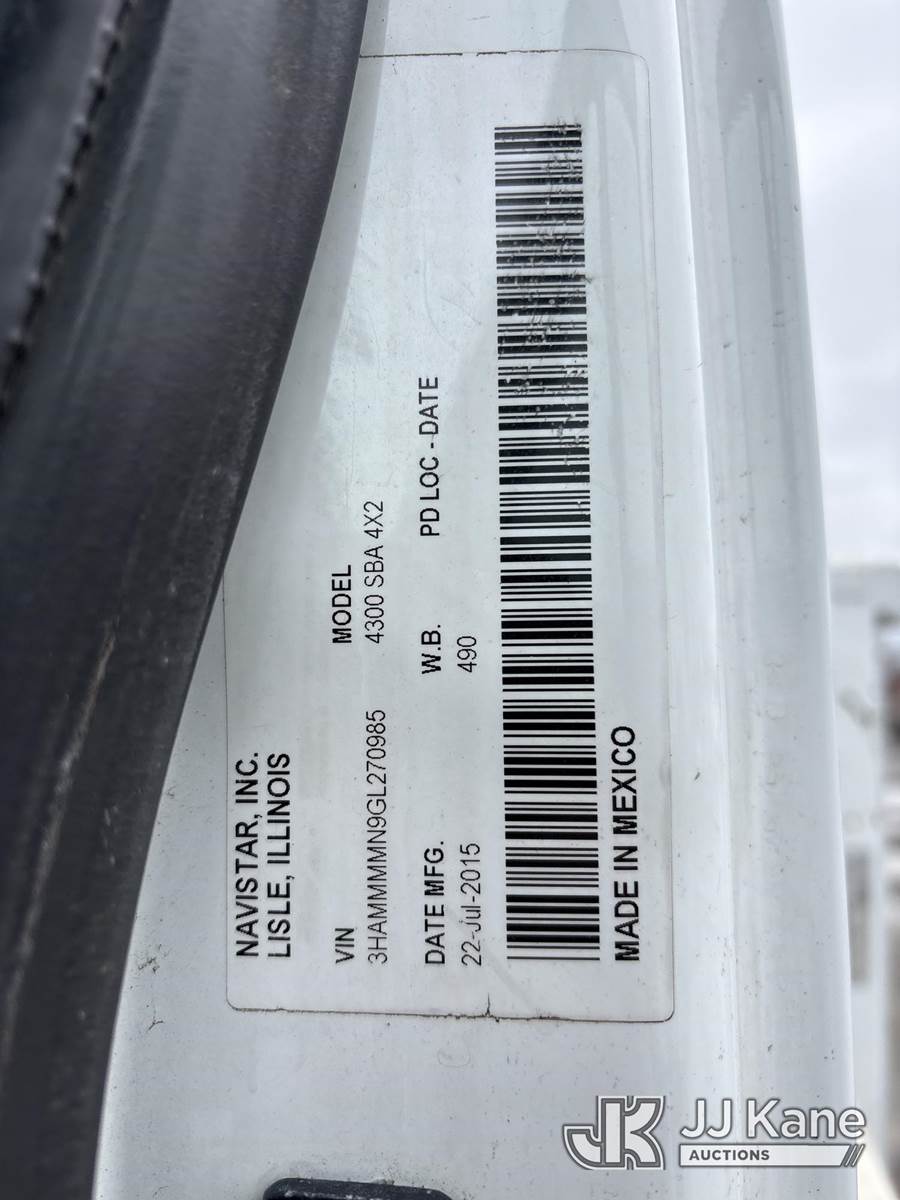 NAVISTAR, INC.
LISLE, ILLINOIS
VIN MODEL
3HAMMMMN9GL270985 4300 SBA 4X2
DATE MFG. W.B. PD LOC - DATE
22-Jul-2015 490
MADE IN MEXICO
JK JJ Kane
AUCTIONS